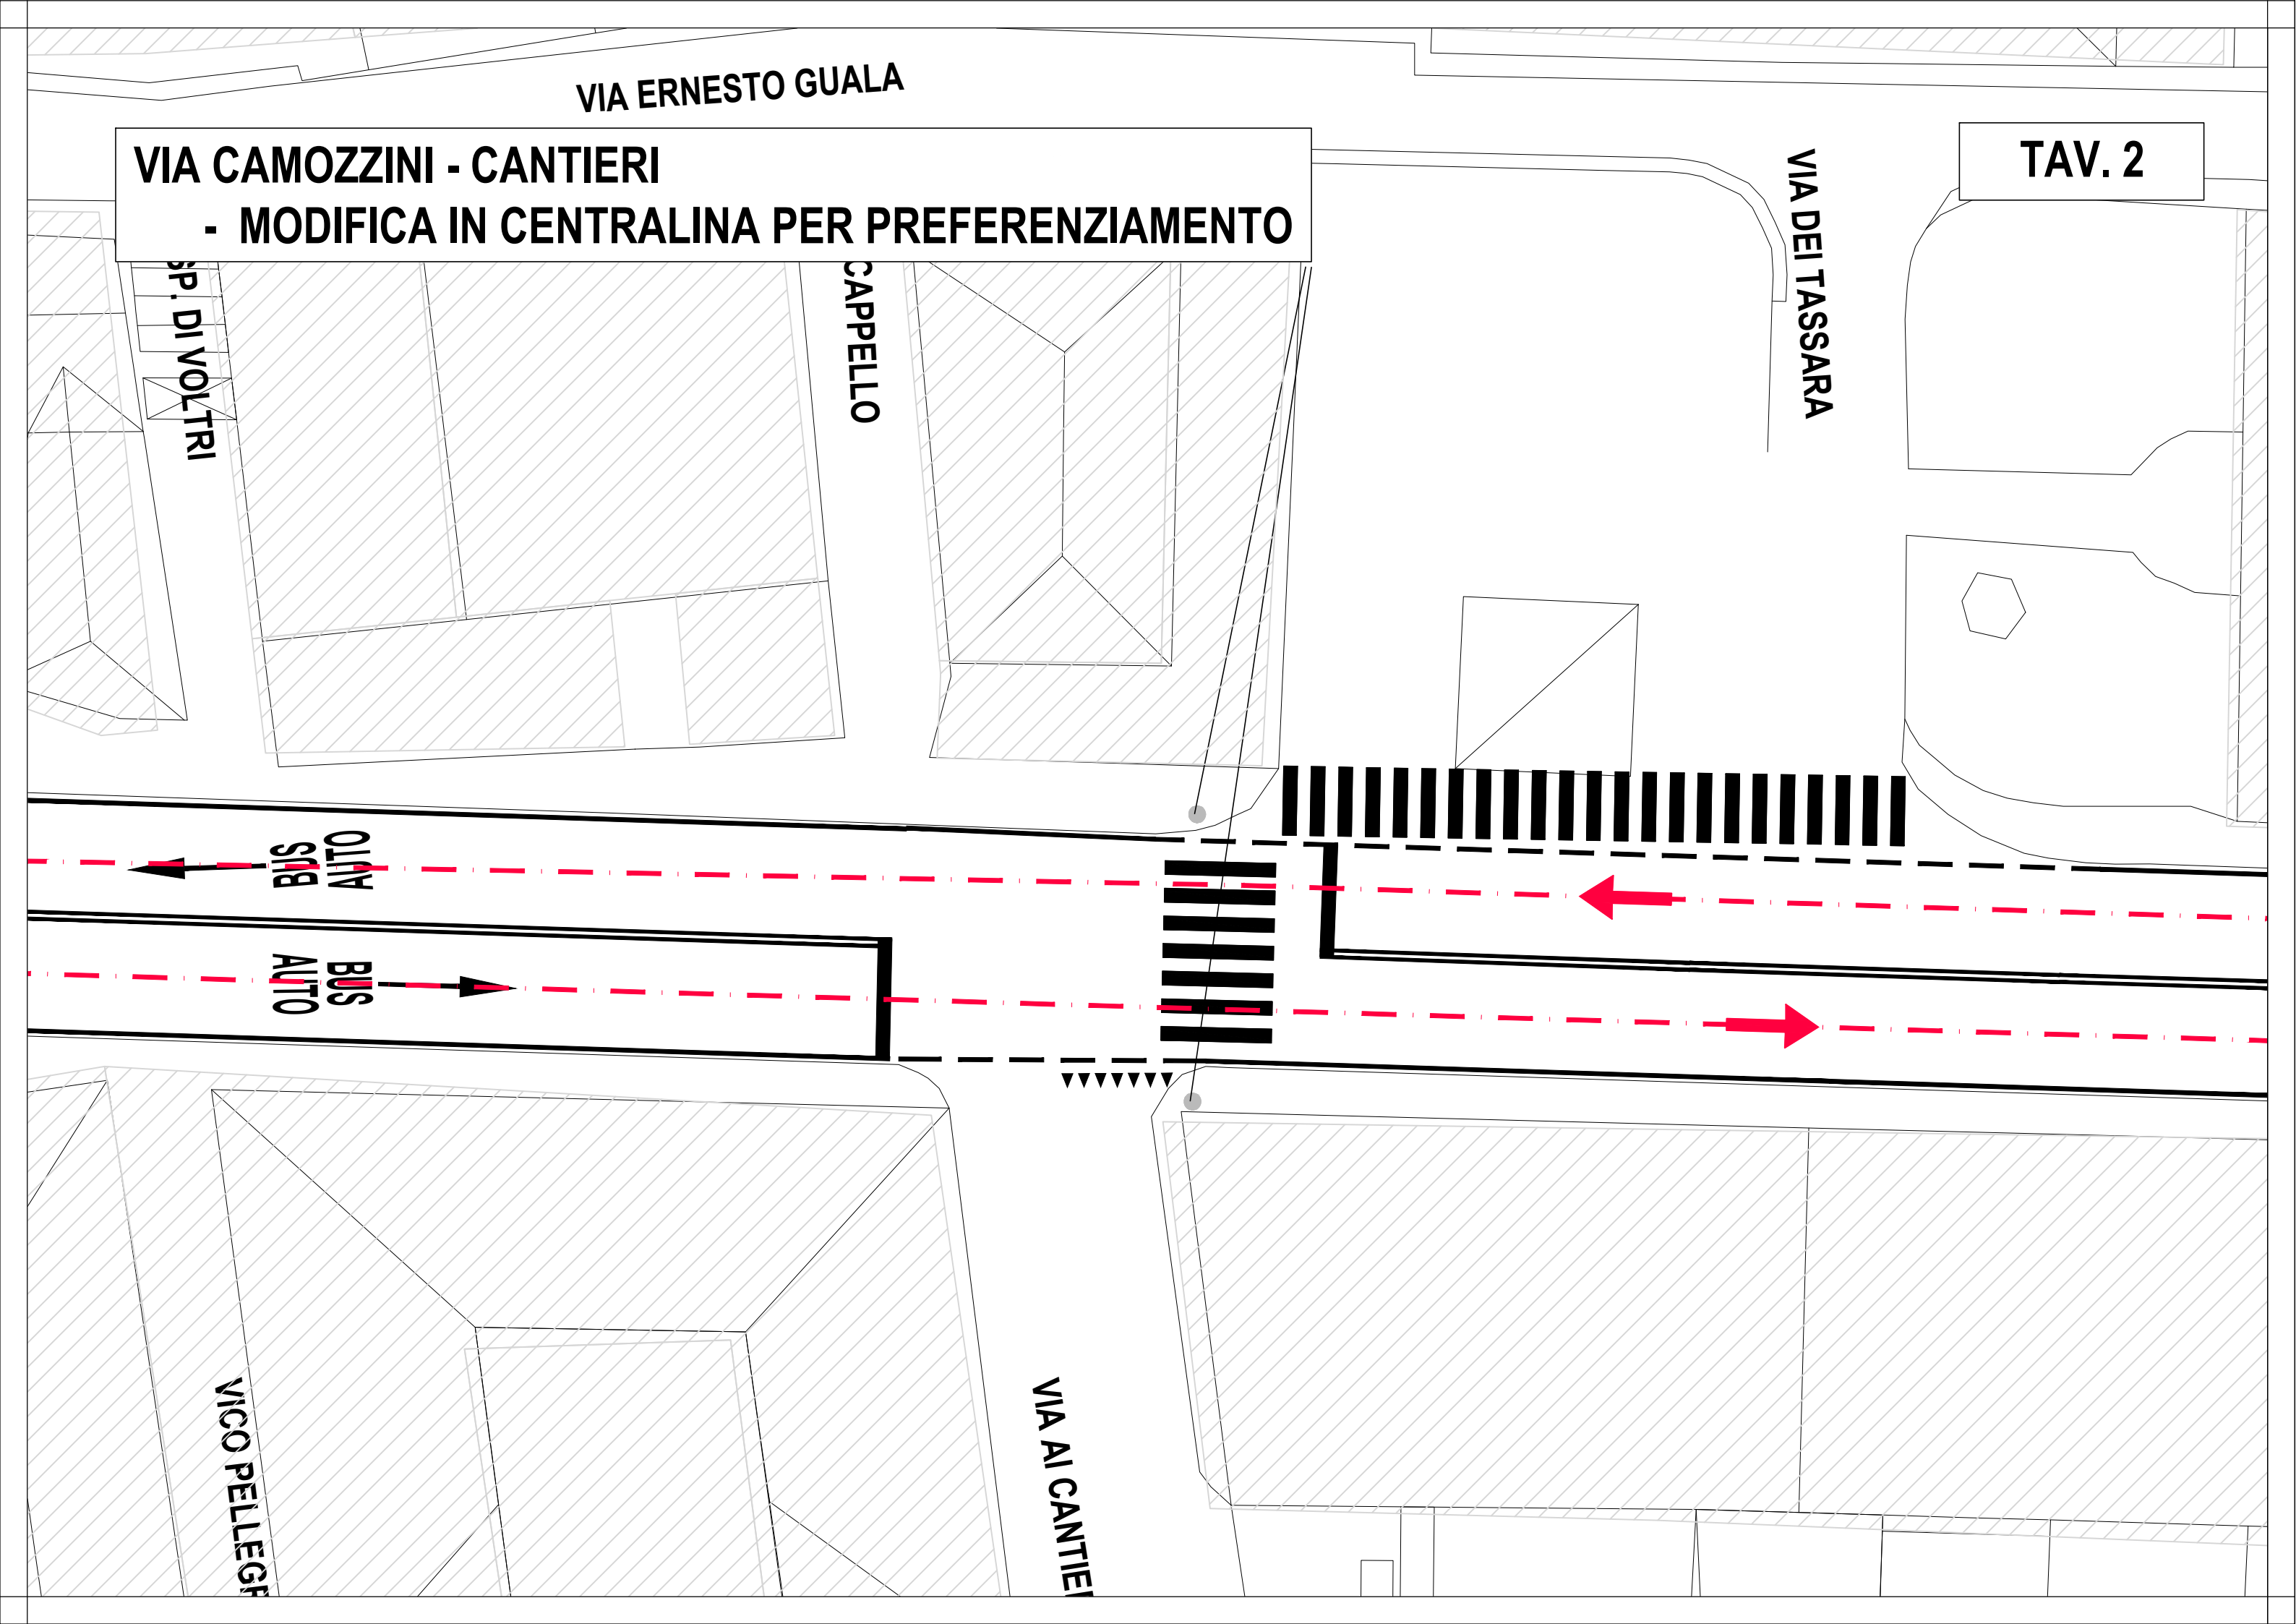 VIA ERNESTO GUALA
VIA CAMOZZINI - CANTIERI
- MODIFICA IN CENTRALINA PER PREFERENZIAMENTO
TAV. 2
SP. DI VOLTRI
CAPPELLO
VIA DEI TASSARA
AUTO
BUS
BUS
AUTO
VICO PELLEGR
VIA AI CANTIE